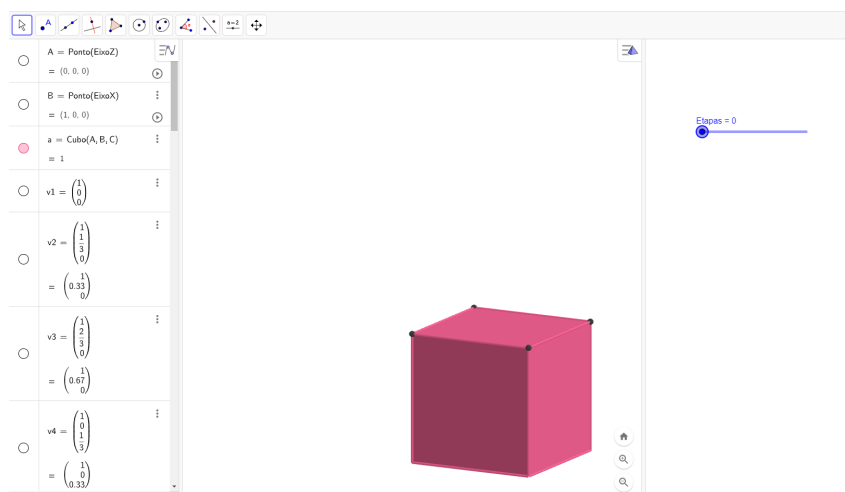 A
a=2
A = Ponto(EixoZ)
= (0, 0, 0)
B = Ponto(EixoX)
= (1, 0, 0)
a = Cubo(A, B, C)
= 1
v1 = (1 0 0)
v2 = (1 1/3 0)
= (1 0.33 0)
v3 = (1 2/3 0)
= (1 0.67 0)
v4 = (1 0 1/3)
= (1 0 0.33)
Etapas = 0